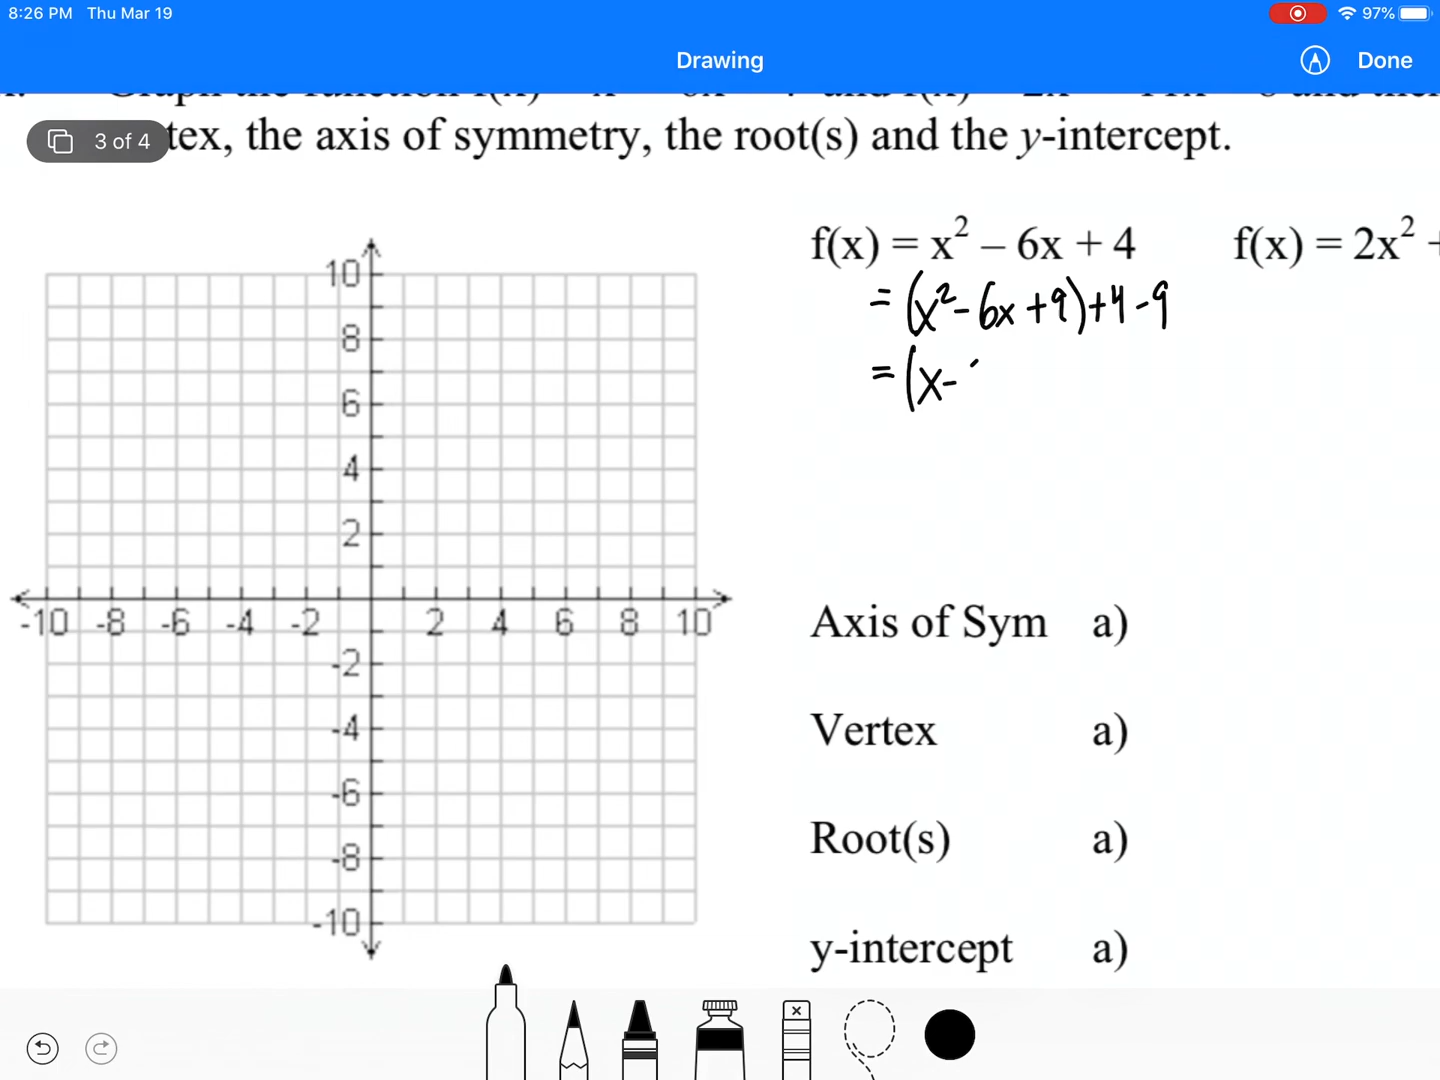 8:26 PM Thu Mar 19
97%
Drawing
Done
3 of 4
tex, the axis of symmetry, the root(s) and the y-intercept.
f(x) = x² – 6x + 4
f(x) = 2x² +
= (x² - 6x + 9) + 4 - 9
= (x -
10
8
6
4
2
-10 -8 -6 -4 -2 2 4 6 8 10
-2
-4
-6
-8
-10
Axis of Sym a)
Vertex a)
Root(s) a)
y-intercept a)